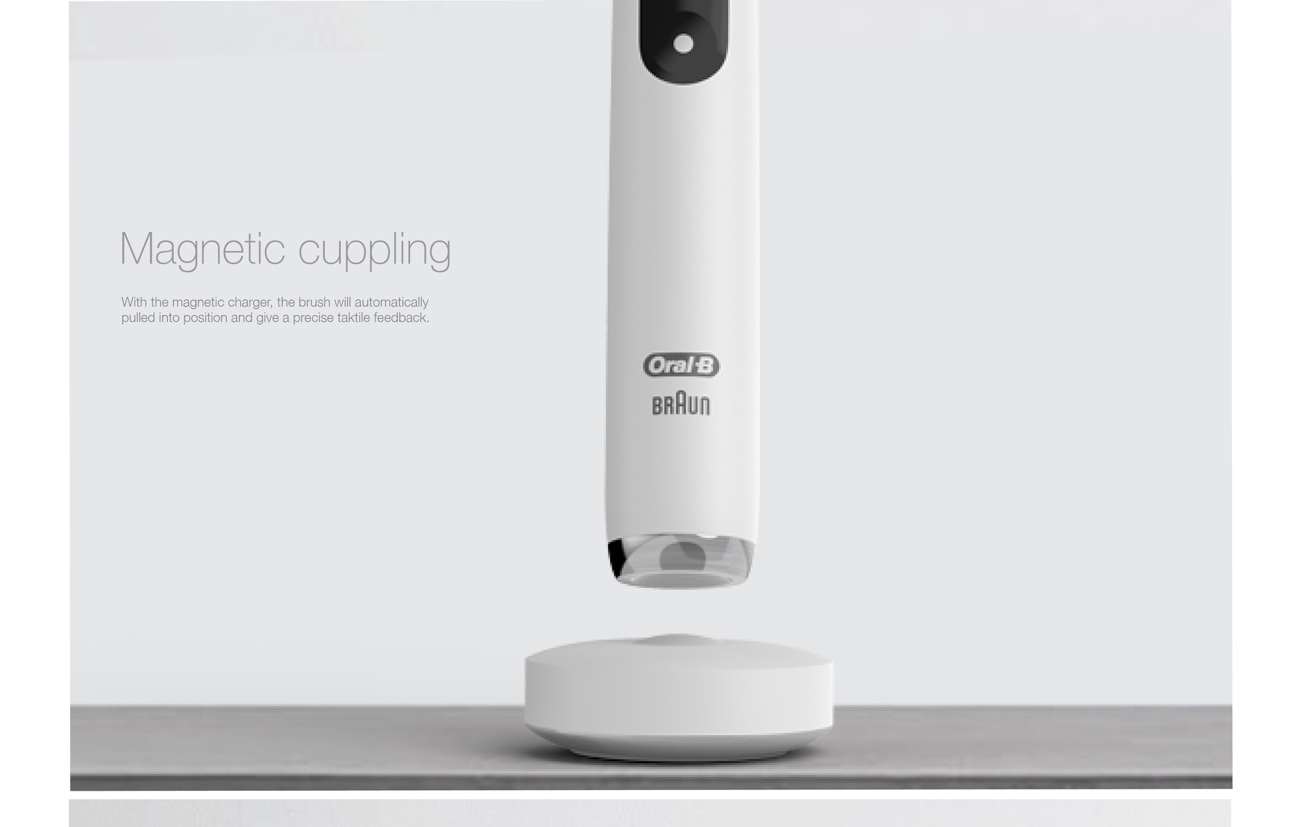 Magnetic cuppling
With the magnetic charger, the brush will automatically
pulled into position and give a precise taktile feedback.
Oral-B
BRAUN